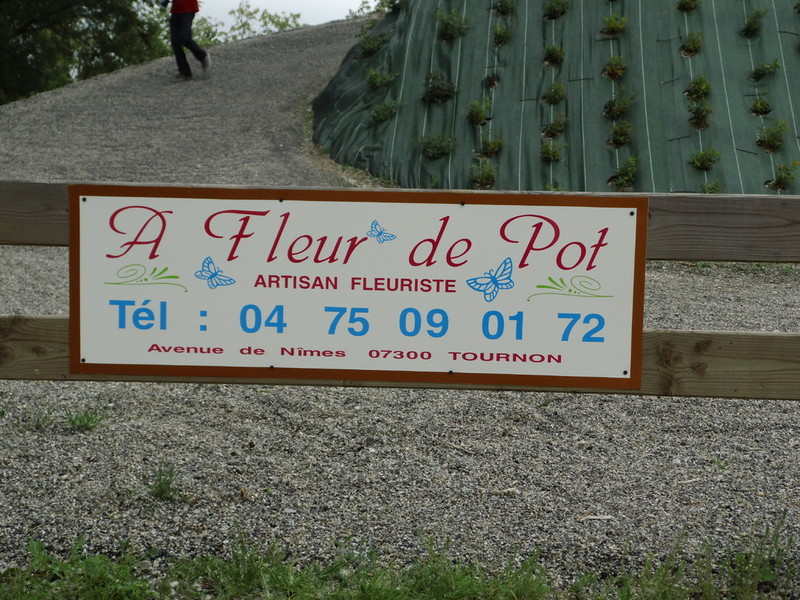 A Fleur de Pot
ARTISAN FLEURISTE
Tél : 04 75 09 01 72
Avenue de Nîmes 07300 TOURNON